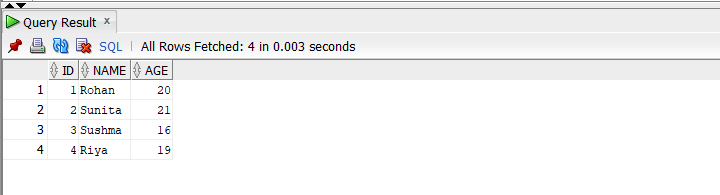 Query Result x
SQL | All Rows Fetched: 4 in 0.003 seconds
ID NAME AGE
1 1 Rohan 20
2 2 Sunita 21
3 3 Sushma 16
4 4 Riya 19